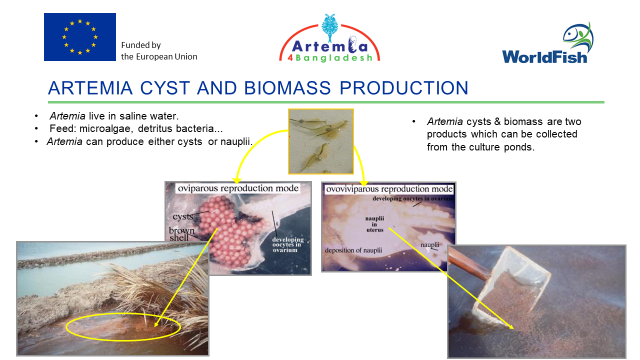 Funded by
the European Union
Artemia
4Bangladesh
WorldFish
ARTEMIA CYST AND BIOMASS PRODUCTION
• Artemia live in saline water.
• Feed: microalgae, detritus bacteria...
• Artemia can produce either cysts or nauplii.
• Artemia cysts & biomass are two
products which can be collected
from the culture ponds.
oviparous reproduction mode
cysts
brown
shell
developing
oocytes in
ovarium
ovoviviparous reproduction mode
developing oocytes in ovarium
nauplii
in
uterus
deposition of nauplii
nauplii